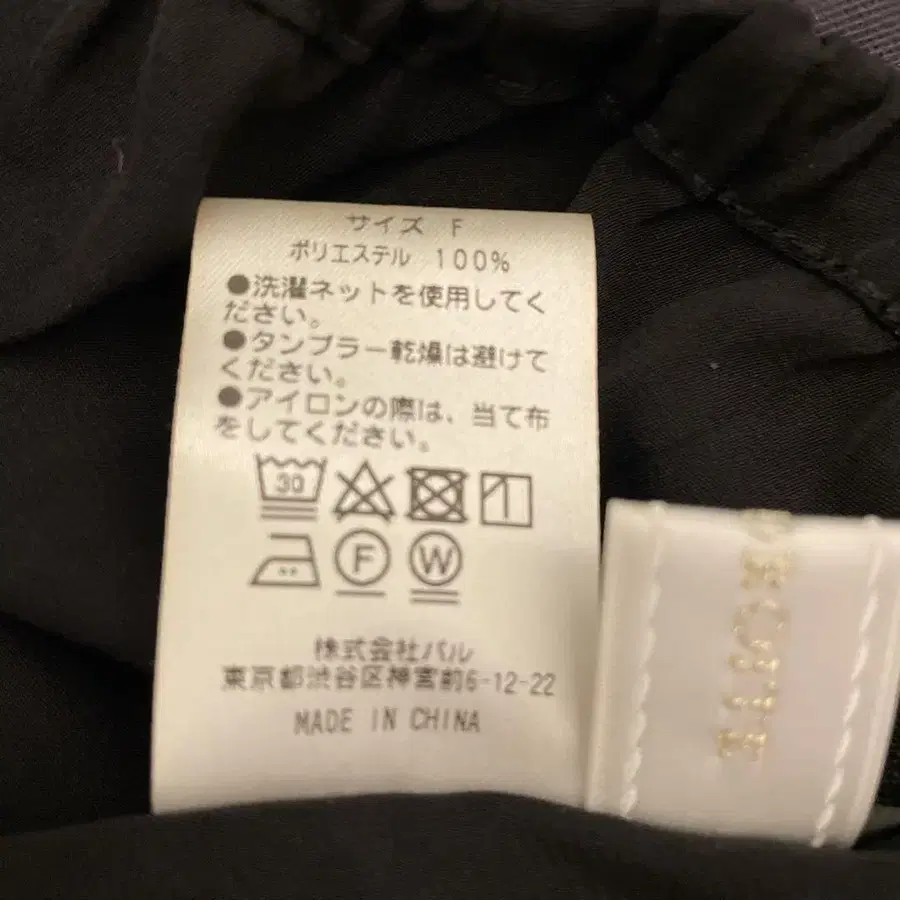 サイズ F
ポリエステル 100%
●洗濯ネットを使用してく
ださい。
●タンブラー乾燥は避けて
ください。
●アイロンの際は、当て布
をしてください。
30
F
W
株式会社パル
東京都渋谷区神宮前6-12-22
MADE IN CHINA